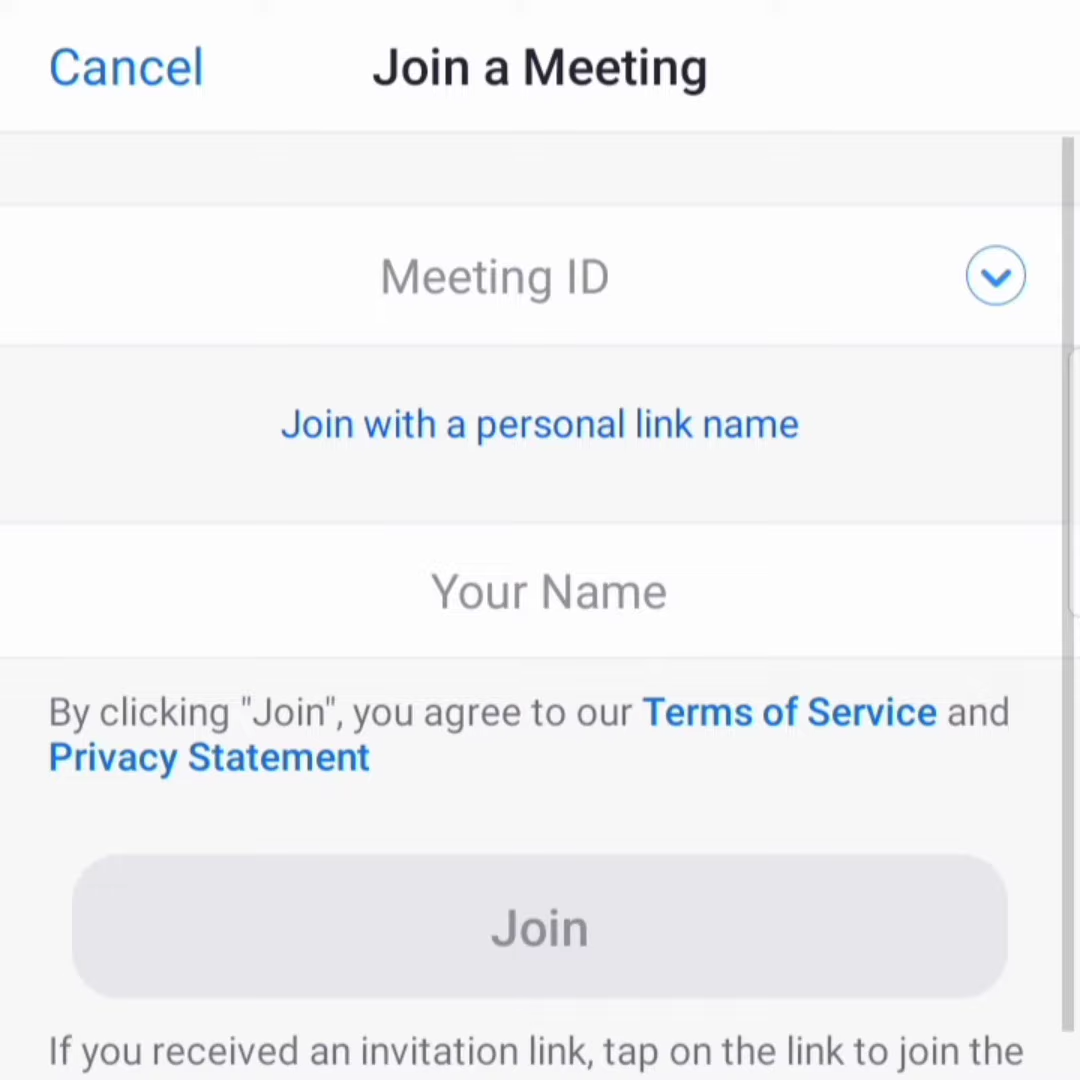 Cancel Join a Meeting
Meeting ID
Join with a personal link name
Your Name
By clicking "Join", you agree to our Terms of Service and
Privacy Statement
Join
If you received an invitation link, tap on the link to join the